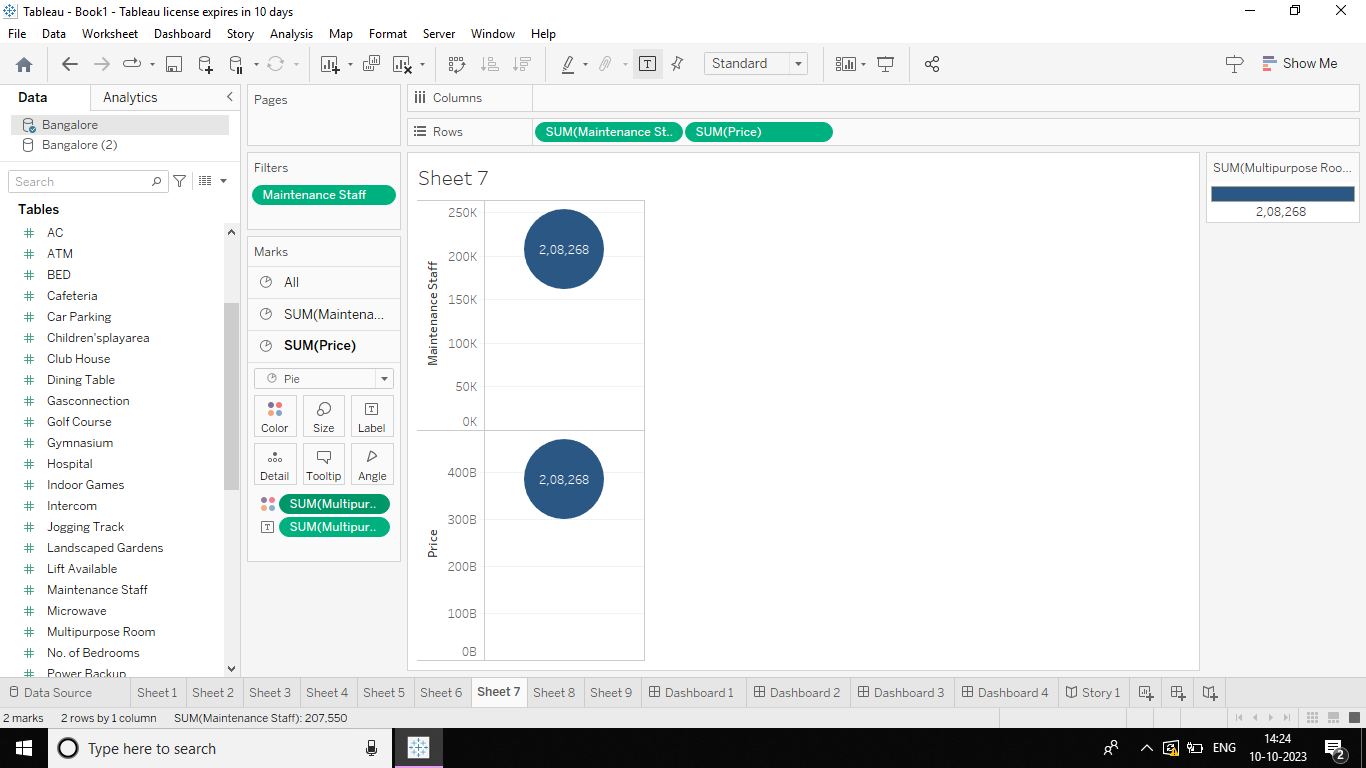 Tableau - Book1 - Tableau license expires in 10 days
File Data Worksheet Dashboard Story Analysis Map Format Server Window Help
Standard
Show Me
Data Analytics
Bangalore
Bangalore (2)
Search
Tables
AC
ATM
BED
Cafeteria
Car Parking
Children'splayarea
Club House
Dining Table
Gasconnection
Golf Course
Gymnasium
Hospital
Indoor Games
Intercom
Jogging Track
Landscaped Gardens
Lift Available
Maintenance Staff
Microwave
Multipurpose Room
No. of Bedrooms
Power Backup
Pages
Filters
Maintenance Staff
Marks
All
SUM(Maintena...
SUM(Price)
Pie
Color Size Label
Detail Tooltip Angle
SUM(Multipur..
SUM(Multipur..
Columns
Rows SUM(Maintenance St.. SUM(Price)
Sheet 7
Maintenance Staff
250K
200K
150K
100K
50K
0K
2,08,268
Price
400B
300B
200B
100B
0B
2,08,268
SUM(Multipurpose Roo...
2,08,268
Data Source Sheet 1 Sheet 2 Sheet 3 Sheet 4 Sheet 5 Sheet 6 Sheet 7 Sheet 8 Sheet 9 Dashboard 1 Dashboard 2 Dashboard 3 Dashboard 4 Story 1
2 marks 2 rows by 1 column SUM(Maintenance Staff): 207,550
Type here to search
ENG
14:24
10-10-2023
2